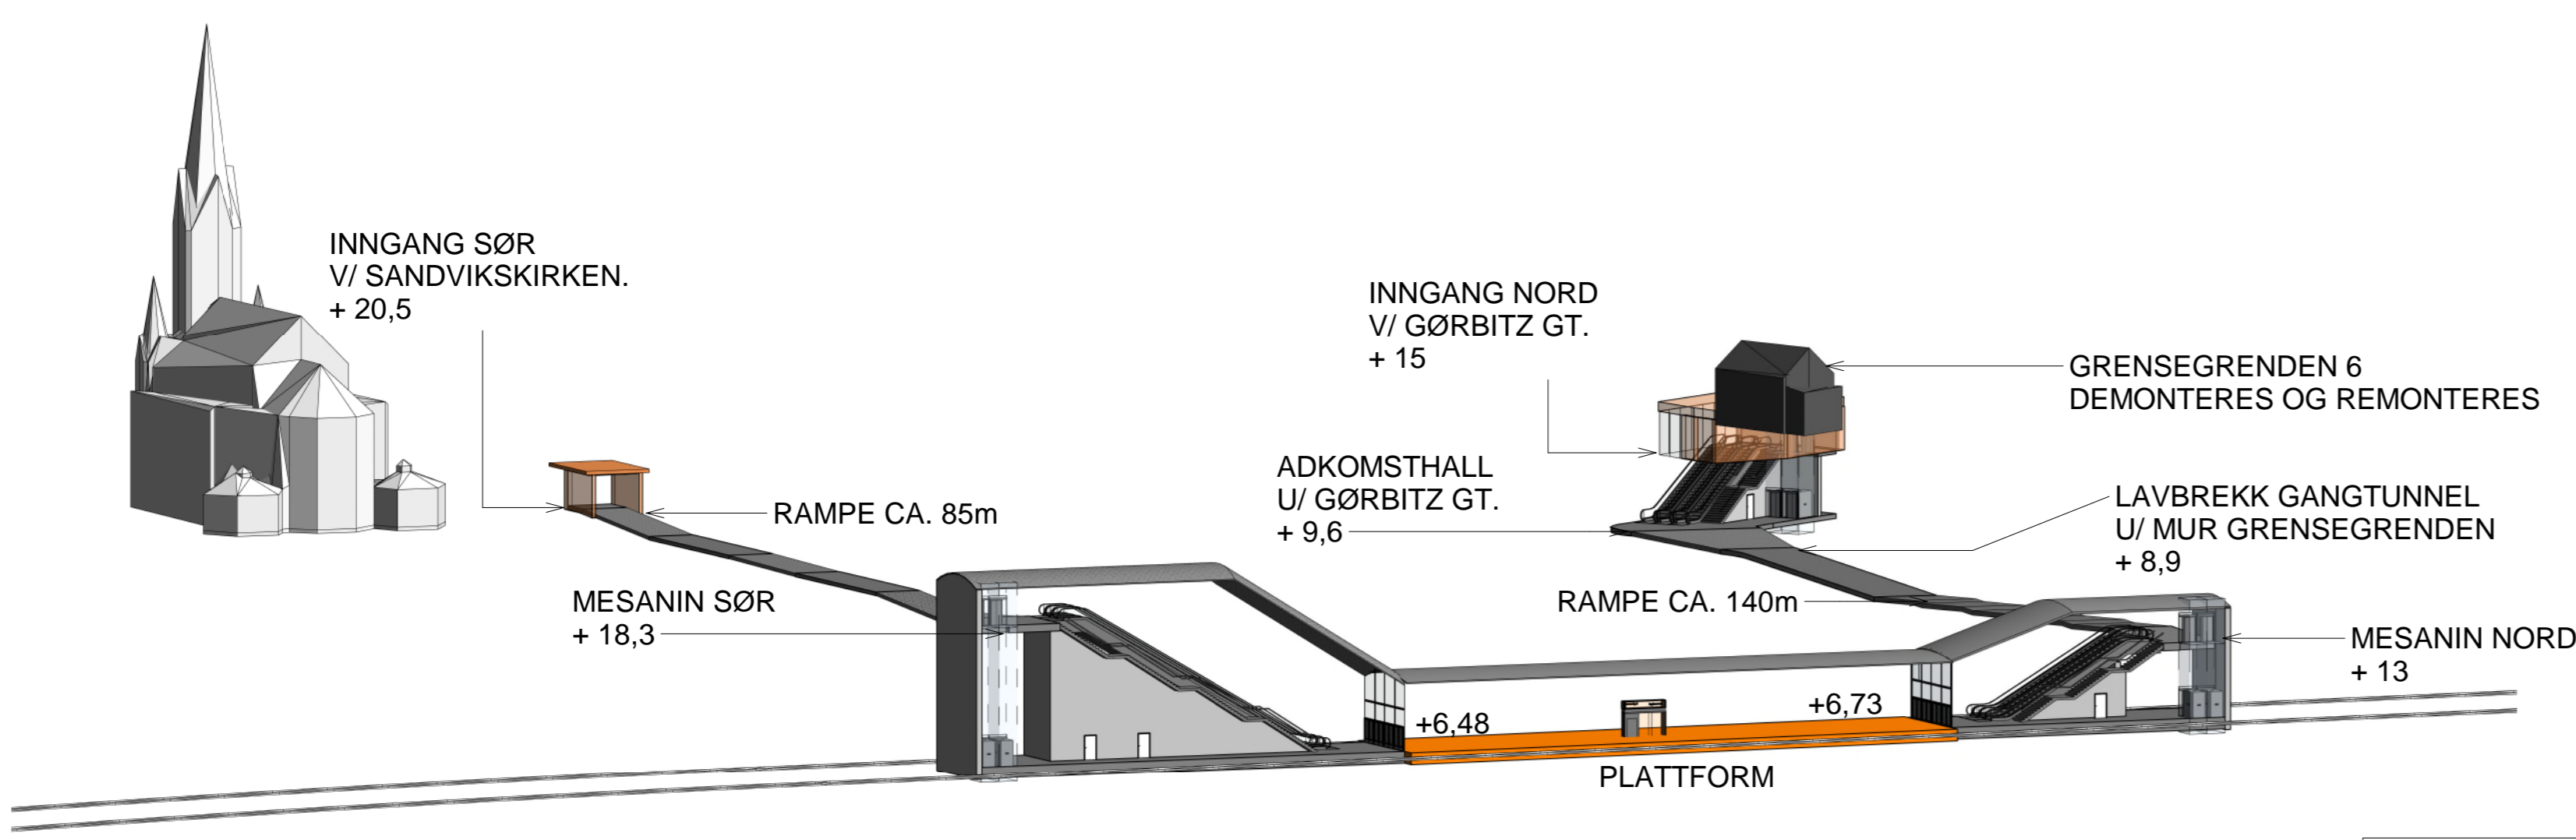 INNGANG SØR
V/ SANDVIKSKIRKEN.
+ 20,5
INNGANG NORD
V/ GØRBITZ GT.
+ 15
GRENSEGRENDEN 6
DEMONTERES OG REMONTERES
ADKOMSTHALL
U/ GØRBITZ GT.
+ 9,6
LAVBREKK GANGTUNNEL
U/ MUR GRENSEGRENDEN
+ 8,9
RAMPE CA. 85m
MESANIN SØR
+ 18,3
RAMPE CA. 140m
MESANIN NORD
+ 13
+6,48
+6,73
PLATTFORM